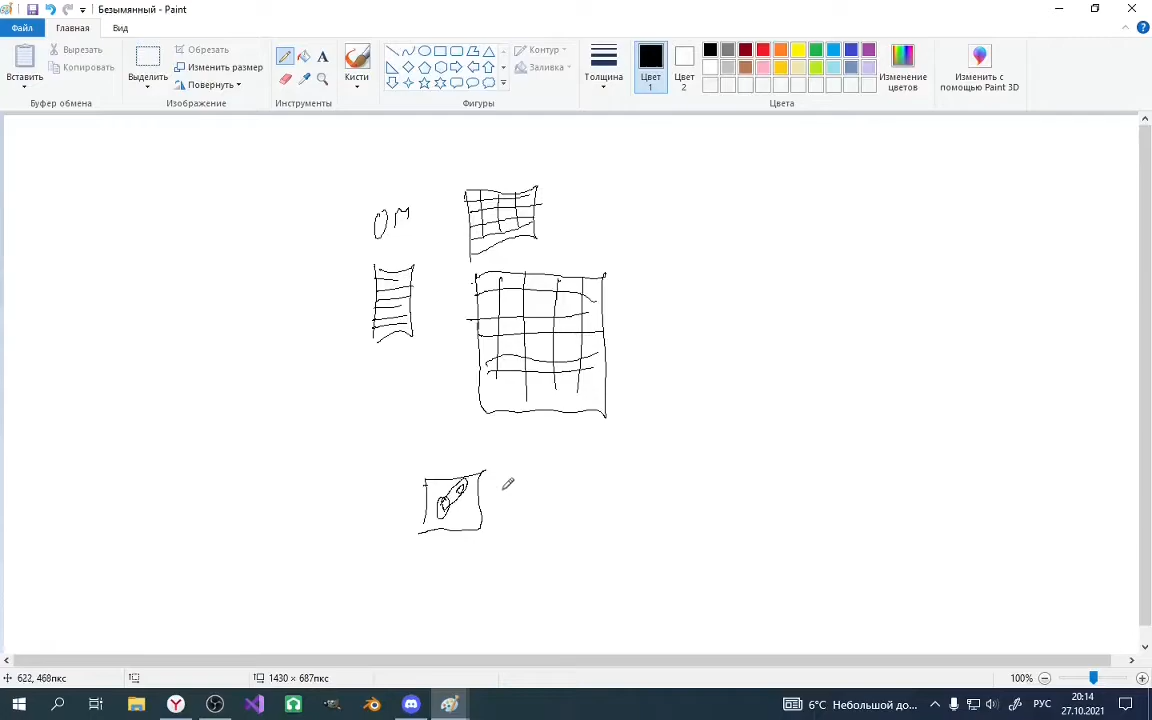 Безымянный - Paint
Файл Главная Вид
Вставить
Вырезать
Копировать
Буфер обмена
Выделить
Обрезать
Изменить размер
Повернуть
Изображение
Инструменты
Кисти
Контур
Заливка
Фигуры
Толщина
Цвет 1
Цвет 2
Изменение цветов
Цвета
Изменить с помощью Paint 3D
ОМ
622, 468пкс
1430 × 687пкс
100%
6°C Небольшой до...
РУС
20:14
27.10.2021